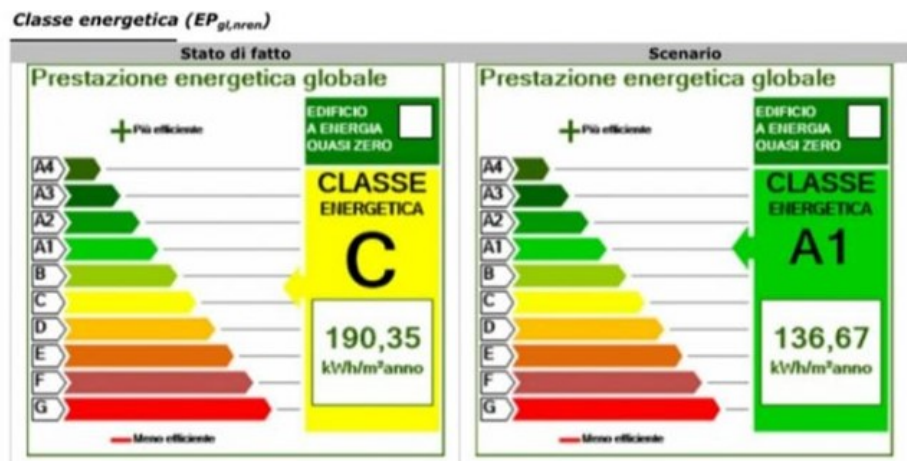 Classe energetica (EPgl,nren)
Stato di fatto
Prestazione energetica globale
Più efficiente
EDIFICIO
A ENERGIA
QUASI ZERO
A4
A3
A2
A1
B
C
D
E
F
G
CLASSE
ENERGETICA
C
190,35
kWh/m²anno
Meno efficiente
Scenario
Prestazione energetica globale
Più efficiente
EDIFICIO
A ENERGIA
QUASI ZERO
A4
A3
A2
A1
B
C
D
E
F
G
CLASSE
ENERGETICA
A1
136,67
kWh/m²anno
Meno efficiente